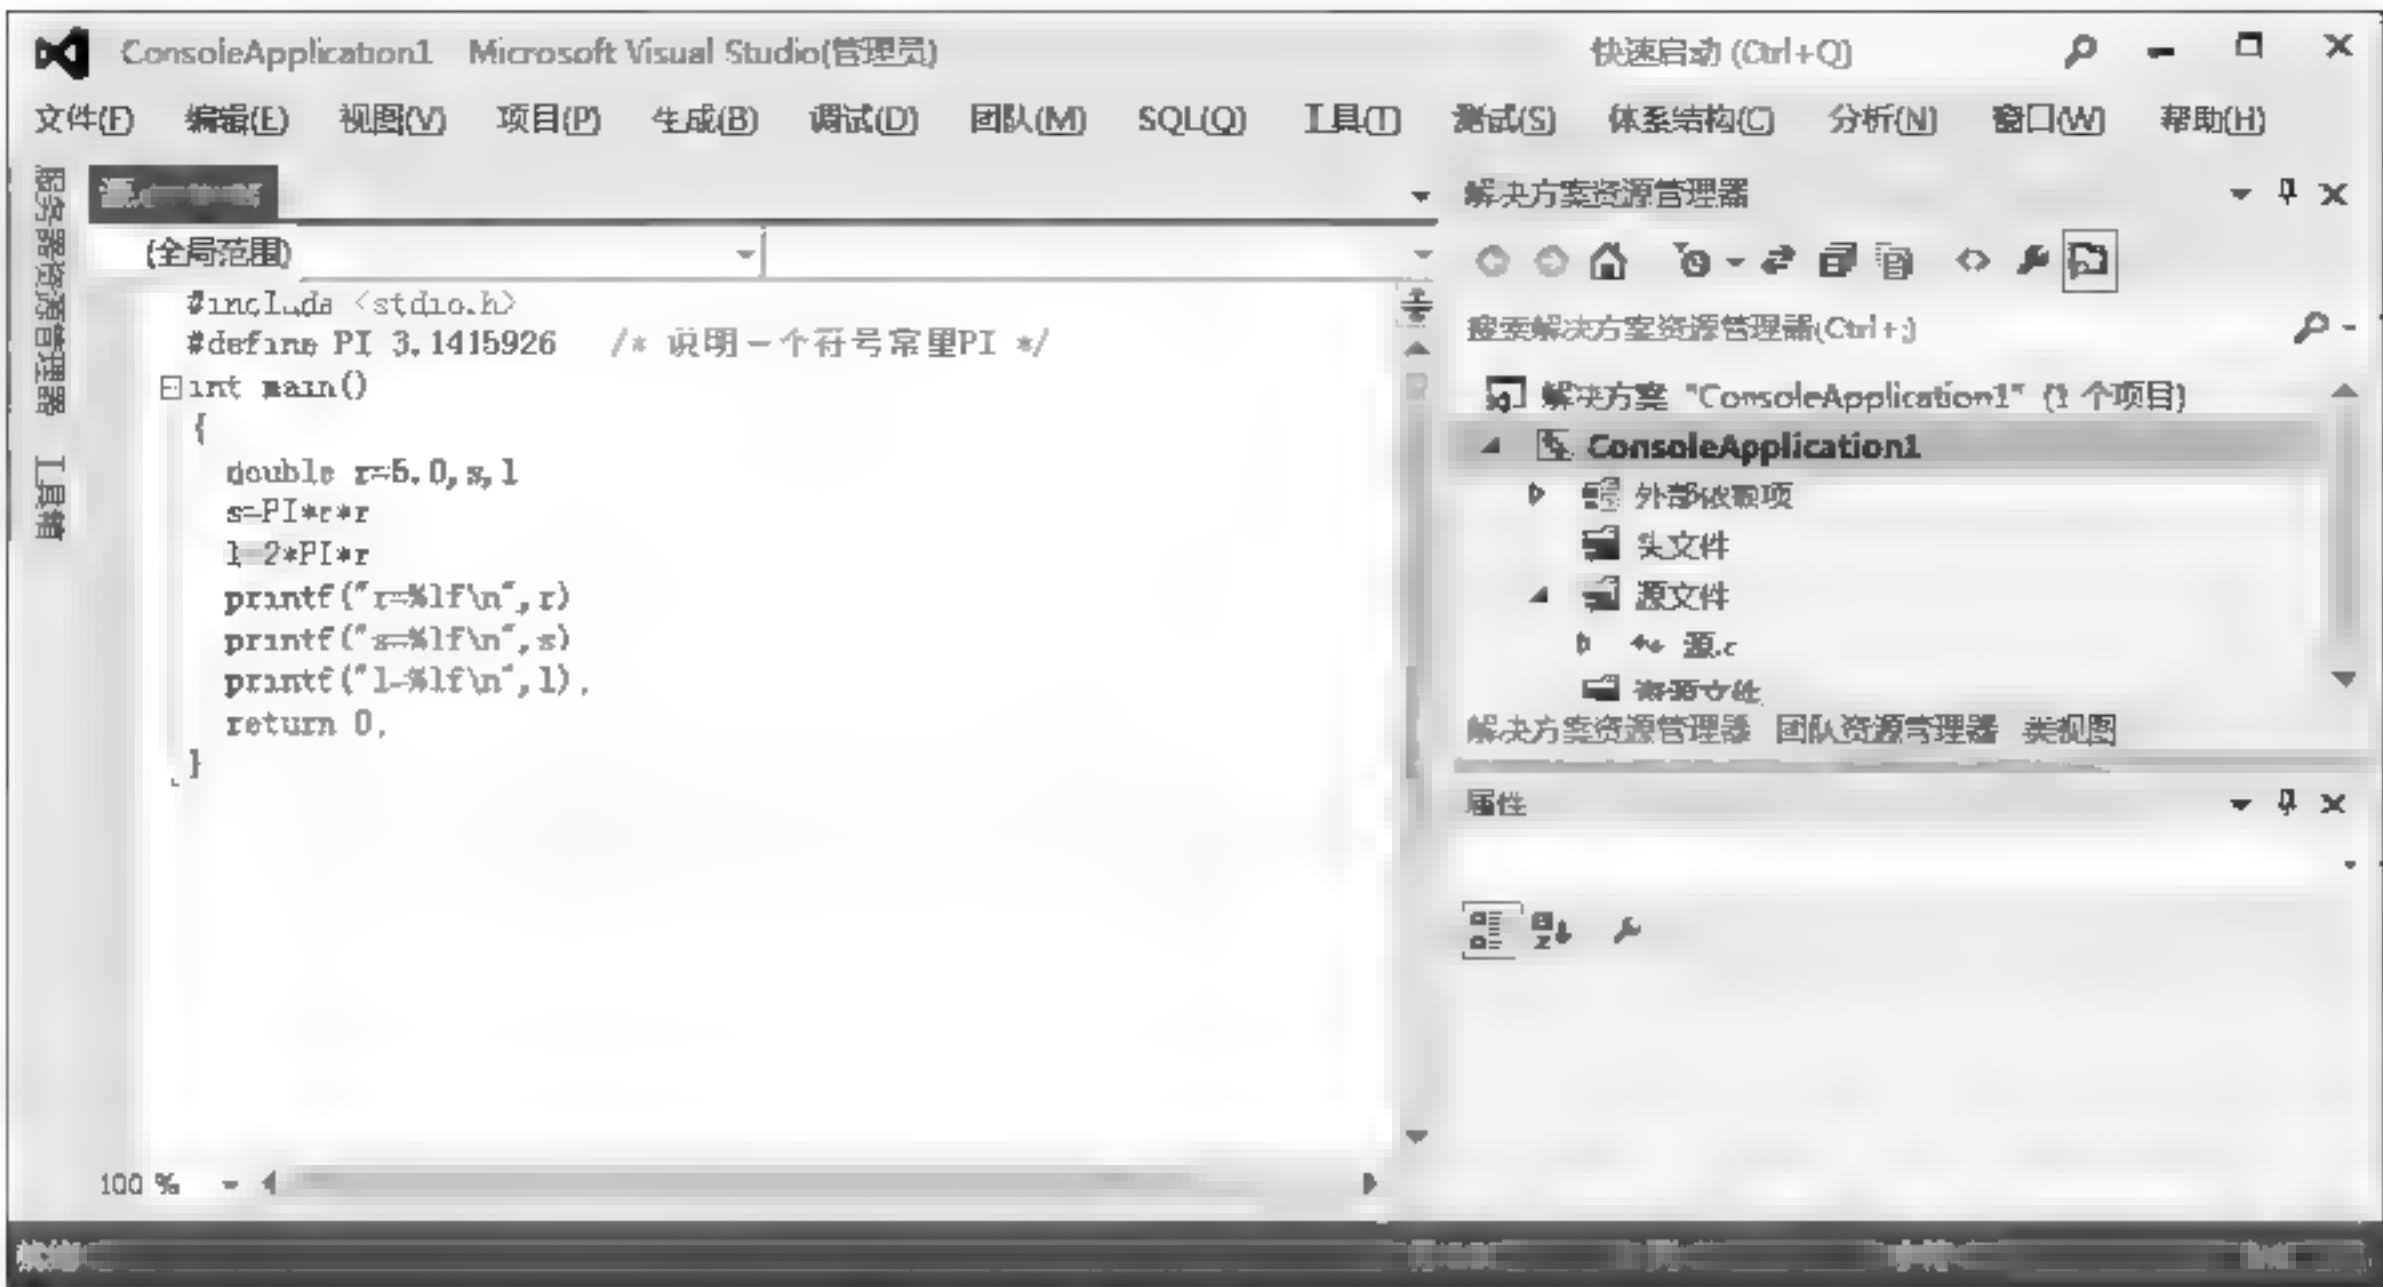 ConsoleApplication1 Microsoft Visual Studio(管理员) 快速启动 (Ctrl+Q)
文件(F) 编辑(E) 视图(V) 项目(P) 生成(B) 调试(D) 团队(M) SQL(Q) 工具(T) 测试(S) 体系结构(C) 分析(N) 窗口(W) 帮助(H)
服务器资源管理器
工具箱
(全局范围)
#include <stdio.h>
#define PI 3.1415926 /* 说明一个符号常量PI */
int main()
{
double r=5.0,s,l
s=PI*r*r
l=2*PI*r
printf("r=%lf\n",r)
printf("s=%lf\n",s)
printf("l=%lf\n",l),
return 0,
}
100 %
解决方案资源管理器
搜索解决方案资源管理器(Ctrl+;)
解决方案 "ConsoleApplication1" (1 个项目)
ConsoleApplication1
外部依赖项
头文件
源文件
源.c
资源文件
解决方案资源管理器 团队资源管理器 类视图
属性